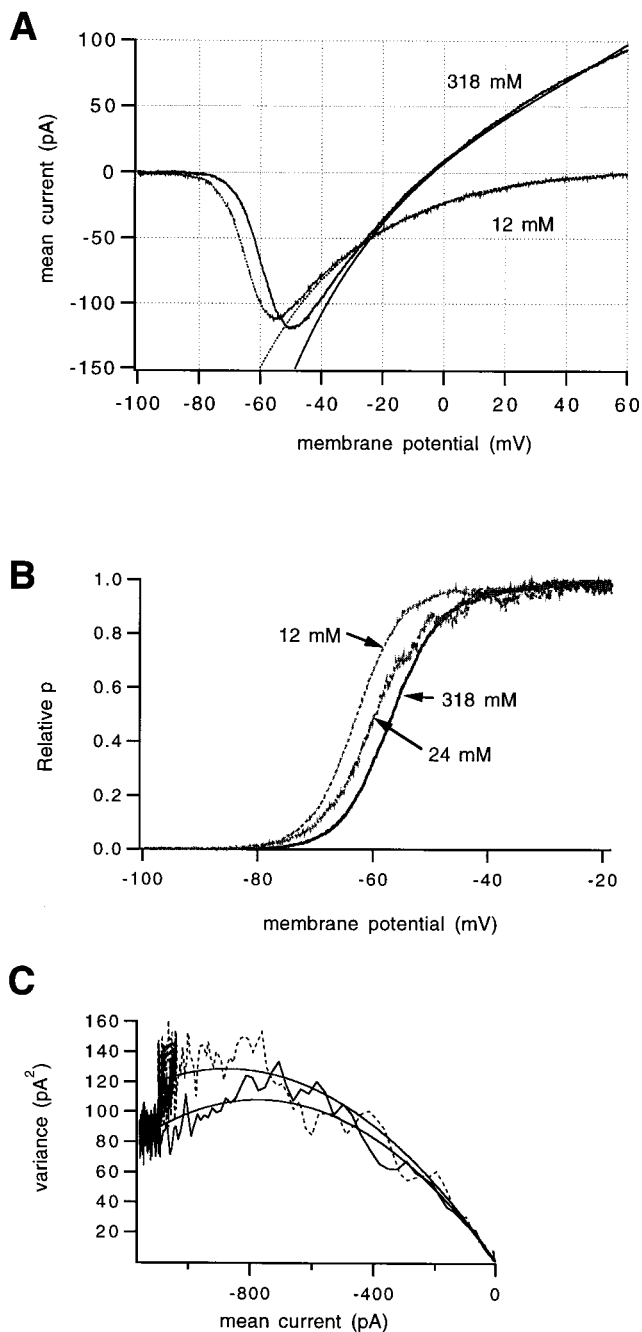 A
100
50
0
-50
-100
-150
mean current (pA)
318 mM
12 mM
-100 -80 -60 -40 -20 0 20 40 60
membrane potential (mV)
B
1.0
0.8
0.6
0.4
0.2
0.0
Relative p
12 mM
318 mM
24 mM
-100 -80 -60 -40 -20
membrane potential (mV)
C
160
140
120
100
80
60
40
20
variance (pA²)
-800 -400 0
mean current (pA)